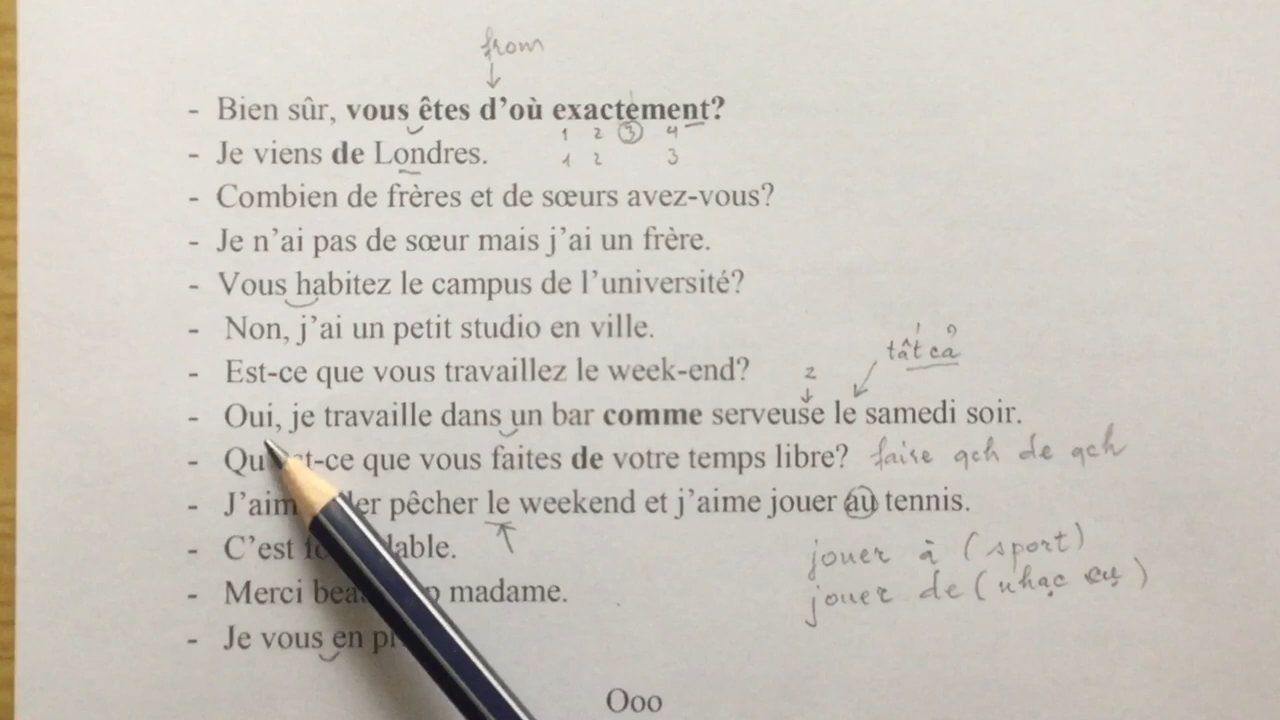 from
- Bien sûr, vous êtes d'où exactement?
1 2 3 4
- Je viens de Londres.
1 2 3
- Combien de frères et de sœurs avez-vous?
- Je n'ai pas de sœur mais j'ai un frère.
- Vous habitez le campus de l'université?
- Non, j'ai un petit studio en ville.
tất cả
- Est-ce que vous travaillez le week-end?
2
- Oui, je travaille dans un bar comme serveuse le samedi soir.
- Qu t-ce que vous faites de votre temps libre? faise qch de qch
- J'aim ler pêcher le weekend et j'aime jouer au tennis.
- C'est lable.
jouer à (sport)
- Merci bea madame.
jouer de (nhạc cụ)
- Je vous en p
Ooo